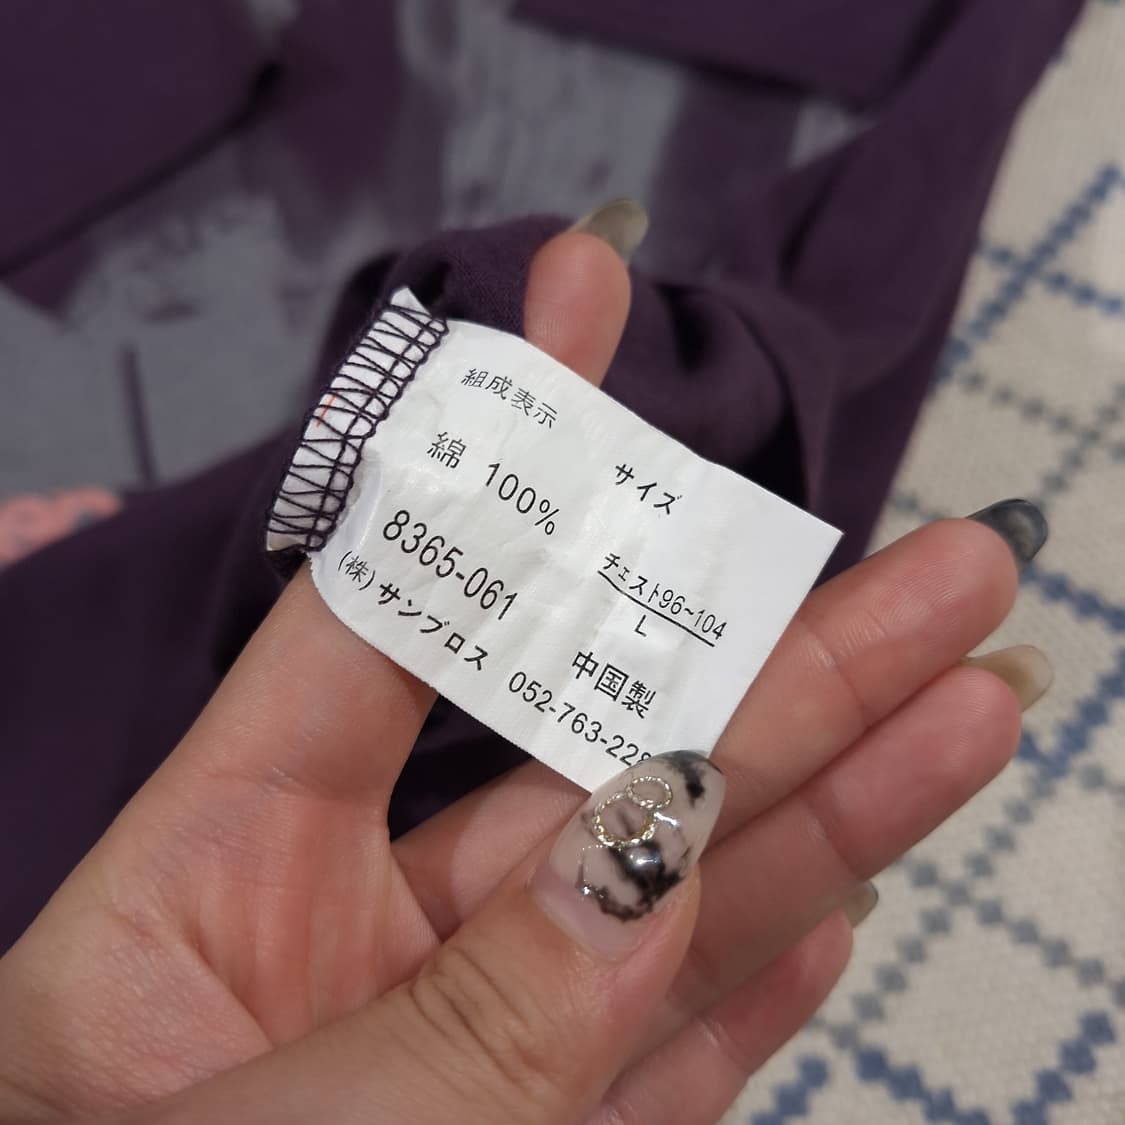 組成表示
綿 100%
8365-061
(株)サンブロス
052-763-228
サイズ
チェスト96~104
L
中国製